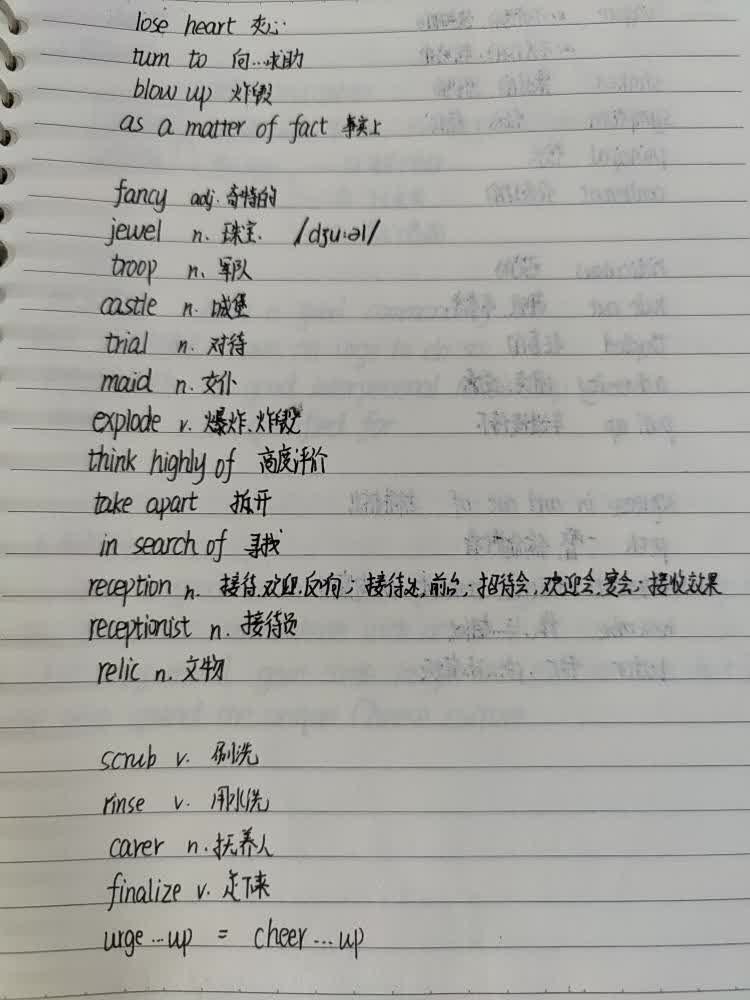 lose heart 灰心
turn to 向…求助
blow up 炸毁
as a matter of fact 事实上
fancy adj. 奇特的
jewel n. 珠宝. /dʒu:əl/
troop n. 军队
castle n. 城堡
trial n. 对待
maid n. 女仆
explode v. 爆炸.炸毁
think highly of 高度评价
take apart 拆开
in search of 寻找
reception n. 接待.欢迎.反响; 接待处,前台; 招待会,欢迎会,宴会; 接收效果
receptionist n. 接待员
relic n. 文物
scrub v. 刷洗
rinse v. 用水洗
carer n. 抚养人
finalize v. 定下来
urge…up = cheer…up